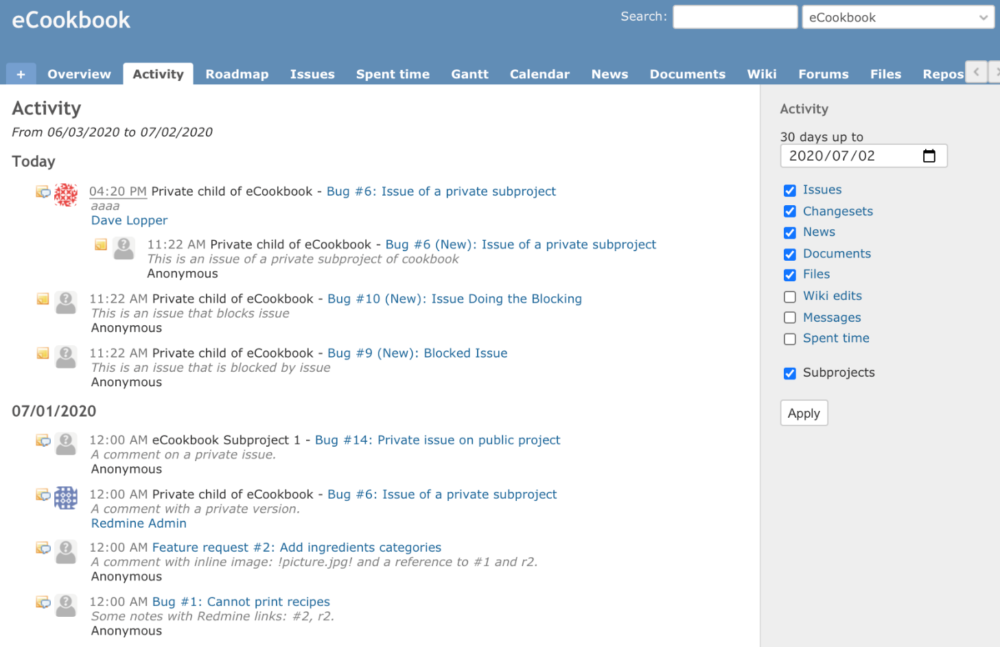 eCookbook
Search:
eCookbook
+ Overview Activity Roadmap Issues Spent time Gantt Calendar News Documents Wiki Forums Files Repos
Activity
From 06/03/2020 to 07/02/2020
Today
04:20 PM Private child of eCookbook - Bug #6: Issue of a private subproject
aaaa
Dave Lopper
11:22 AM Private child of eCookbook - Bug #6 (New): Issue of a private subproject
This is an issue of a private subproject of cookbook
Anonymous
11:22 AM Private child of eCookbook - Bug #10 (New): Issue Doing the Blocking
This is an issue that blocks issue
Anonymous
11:22 AM Private child of eCookbook - Bug #9 (New): Blocked Issue
This is an issue that is blocked by issue
Anonymous
07/01/2020
12:00 AM eCookbook Subproject 1 - Bug #14: Private issue on public project
A comment on a private issue.
Anonymous
12:00 AM Private child of eCookbook - Bug #6: Issue of a private subproject
A comment with a private version.
Redmine Admin
12:00 AM Feature request #2: Add ingredients categories
A comment with inline image: !picture.jpg! and a reference to #1 and r2.
Anonymous
12:00 AM Bug #1: Cannot print recipes
Some notes with Redmine links: #2, r2.
Anonymous
Activity
30 days up to
2020/07/02
Issues
Changesets
News
Documents
Files
Wiki edits
Messages
Spent time
Subprojects
Apply